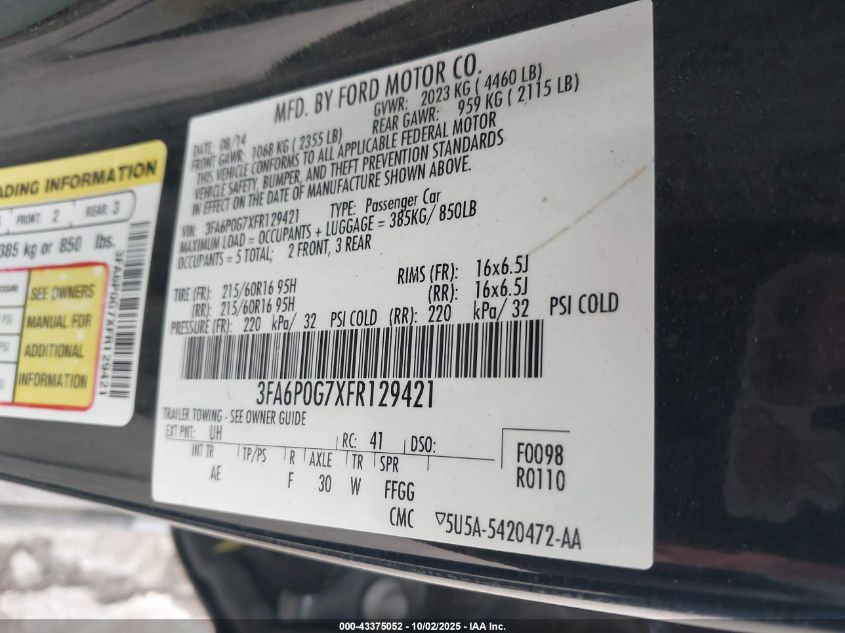 MFD. BY FORD MOTOR CO.
DATE: 08/14 GVWR: 2023 KG ( 4460 LB)
FRONT GAWR: 1068 KG ( 2355 LB) REAR GAWR: 959 KG ( 2115 LB)
THIS VEHICLE CONFORMS TO ALL APPLICABLE FEDERAL MOTOR
VEHICLE SAFETY, BUMPER, AND THEFT PREVENTION STANDARDS
IN EFFECT ON THE DATE OF MANUFACTURE SHOWN ABOVE.
VIN: 3FA6P0G7XFR129421 TYPE: Passenger Car
MAXIMUM LOAD = OCCUPANTS + LUGGAGE = 385KG/ 850LB
OCCUPANTS = 5 TOTAL; 2 FRONT, 3 REAR
TIRE (FR): 215/60R16 95H RIMS (FR): 16x6.5J
(RR): 215/60R16 95H (RR): 16x6.5J
PRESSURE (FR): 220 kPa/ 32 PSI COLD (RR): 220 kPa/ 32 PSI COLD
3FA6P0G7XFR129421
TRAILER TOWING - SEE OWNER GUIDE
EXT PNT: UH RC: 41 DSO:
INT TR TP/PS R AXLE TR SPR
AE F 30 W FFGG
F0098
R0110
CMC ▽5U5A-5420472-AA
ADING INFORMATION
FRONT: 2 REAR: 3
385 kg or 850 lbs.
SEE OWNERS
MANUAL FOR
ADDITIONAL
INFORMATION
PSI
PSI
3FA6P0G7XFR129421
000-43375052 - 10/02/2025 - IAA Inc.